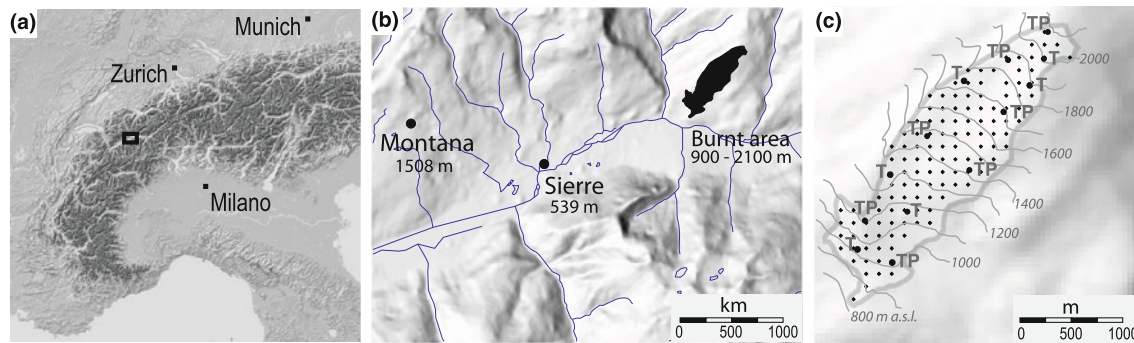 (a)
Munich
Zurich
Milano
(b)
Montana
1508 m
Sierre
539 m
Burnt area
900 - 2100 m
km
0 500 1000
(c)
TP
TP
T
2000
T
T
TP
1800
TP
1600
T
TP
1400
TP
T
1200
T
TP
1000
800 m a.s.l.
m
0 500 1000